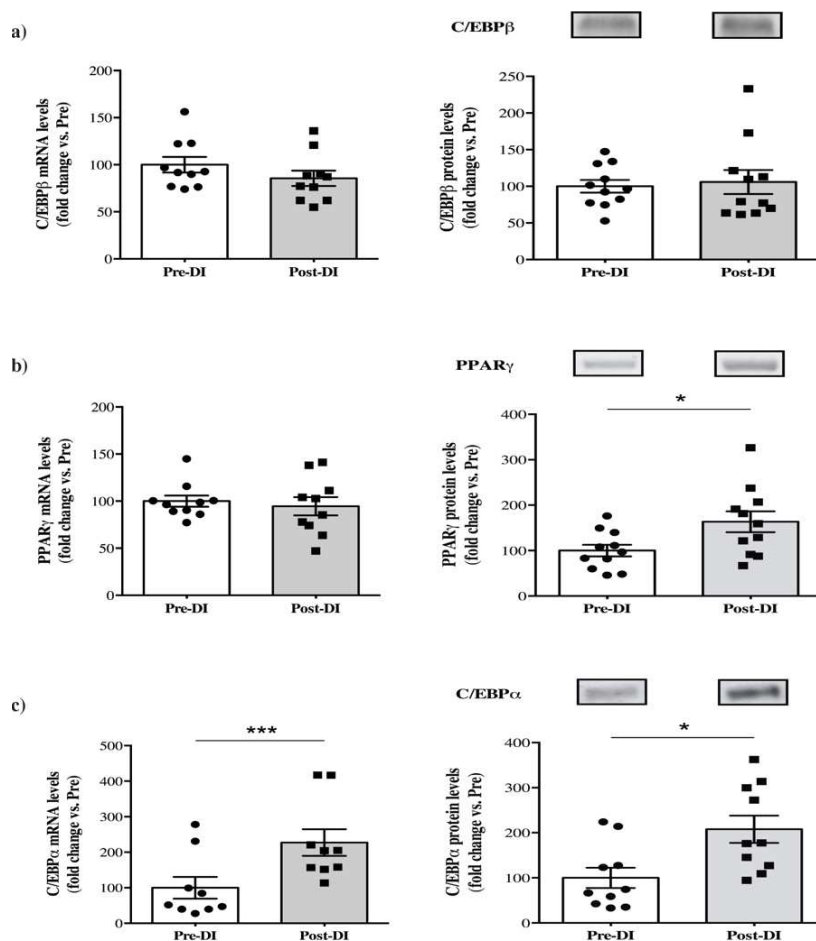 a)
C/EBPβ
C/EBPβ mRNA levels
(fold change vs. Pre)
200
150
100
50
0
Pre-DI
Post-DI
C/EBPβ protein levels
(fold change vs. Pre)
250
200
150
100
50
0
Pre-DI
Post-DI
b)
PPARγ
PPARγ mRNA levels
(fold change vs. Pre)
200
150
100
50
0
Pre-DI
Post-DI
*
PPARγ protein levels
(fold change vs. Pre)
400
300
200
100
0
Pre-DI
Post-DI
c)
C/EBPα
***
C/EBPα mRNA levels
(fold change vs. Pre)
500
400
300
200
100
0
Pre-DI
Post-DI
*
C/EBPα protein levels
(fold change vs. Pre)
400
300
200
100
0
Pre-DI
Post-DI